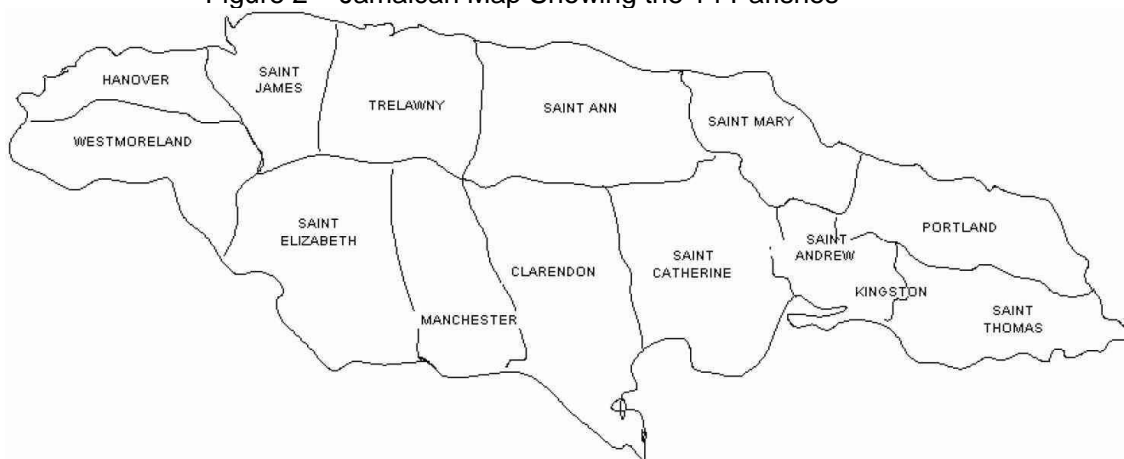 Figure 2 – Jamaican Map Showing the 14 Parishes
HANOVER
WESTMORELAND
SAINT
JAMES
TRELAWNY
SAINT ANN
SAINT MARY
SAINT
ELIZABETH
MANCHESTER
CLARENDON
SAINT
CATHERINE
SAINT
ANDREW
KINGSTON
PORTLAND
SAINT
THOMAS